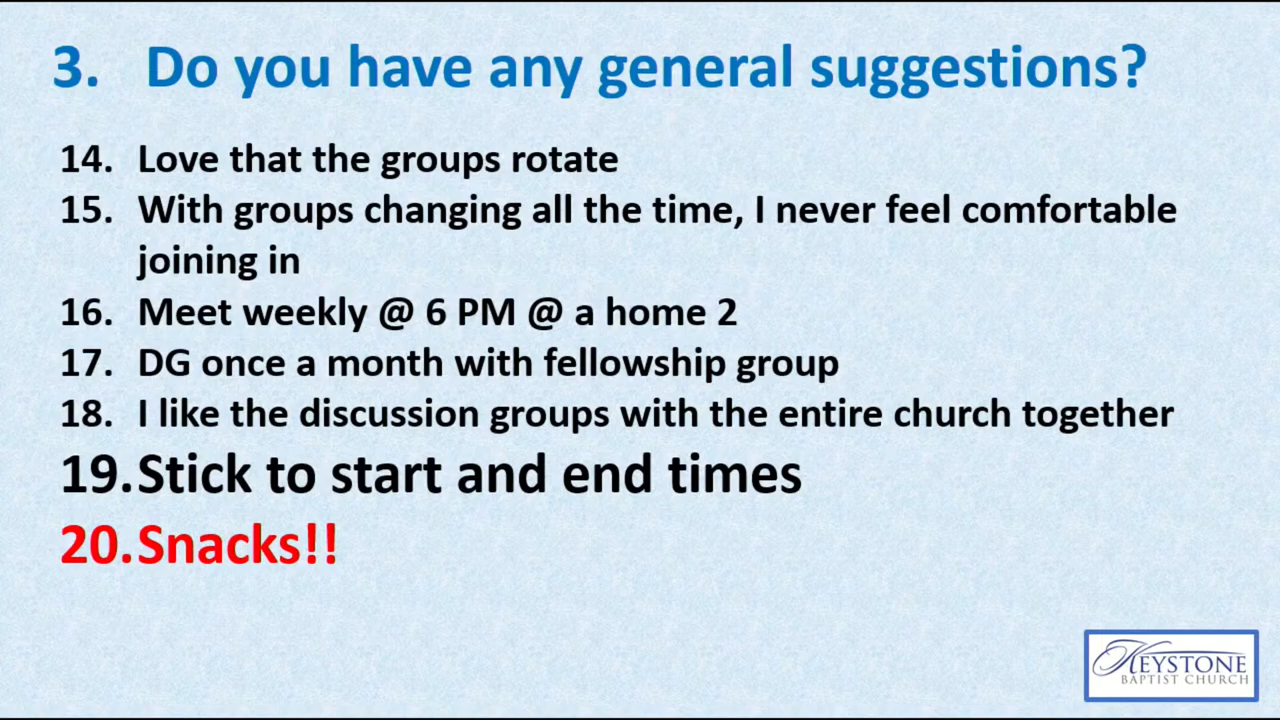 3. Do you have any general suggestions?
14. Love that the groups rotate
15. With groups changing all the time, I never feel comfortable
joining in
16. Meet weekly @ 6 PM @ a home 2
17. DG once a month with fellowship group
18. I like the discussion groups with the entire church together
19. Stick to start and end times
20. Snacks!!
KEYSTONE
BAPTIST CHURCH